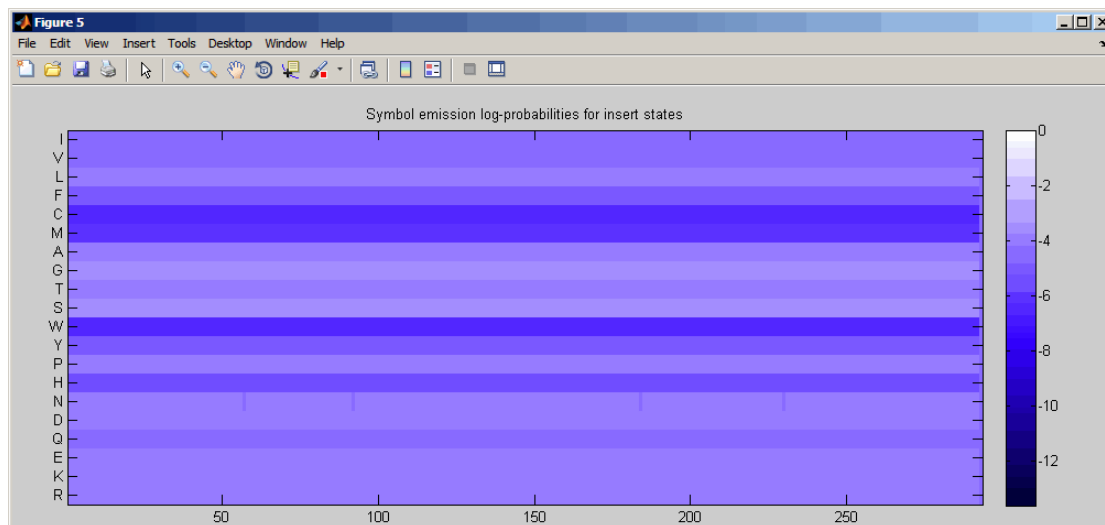 Figure 5
File Edit View Insert Tools Desktop Window Help
Symbol emission log-probabilities for insert states
I
V
L
F
C
M
A
G
T
S
W
Y
P
H
N
D
Q
E
K
R
50 100 150 200 250
0
-2
-4
-6
-8
-10
-12